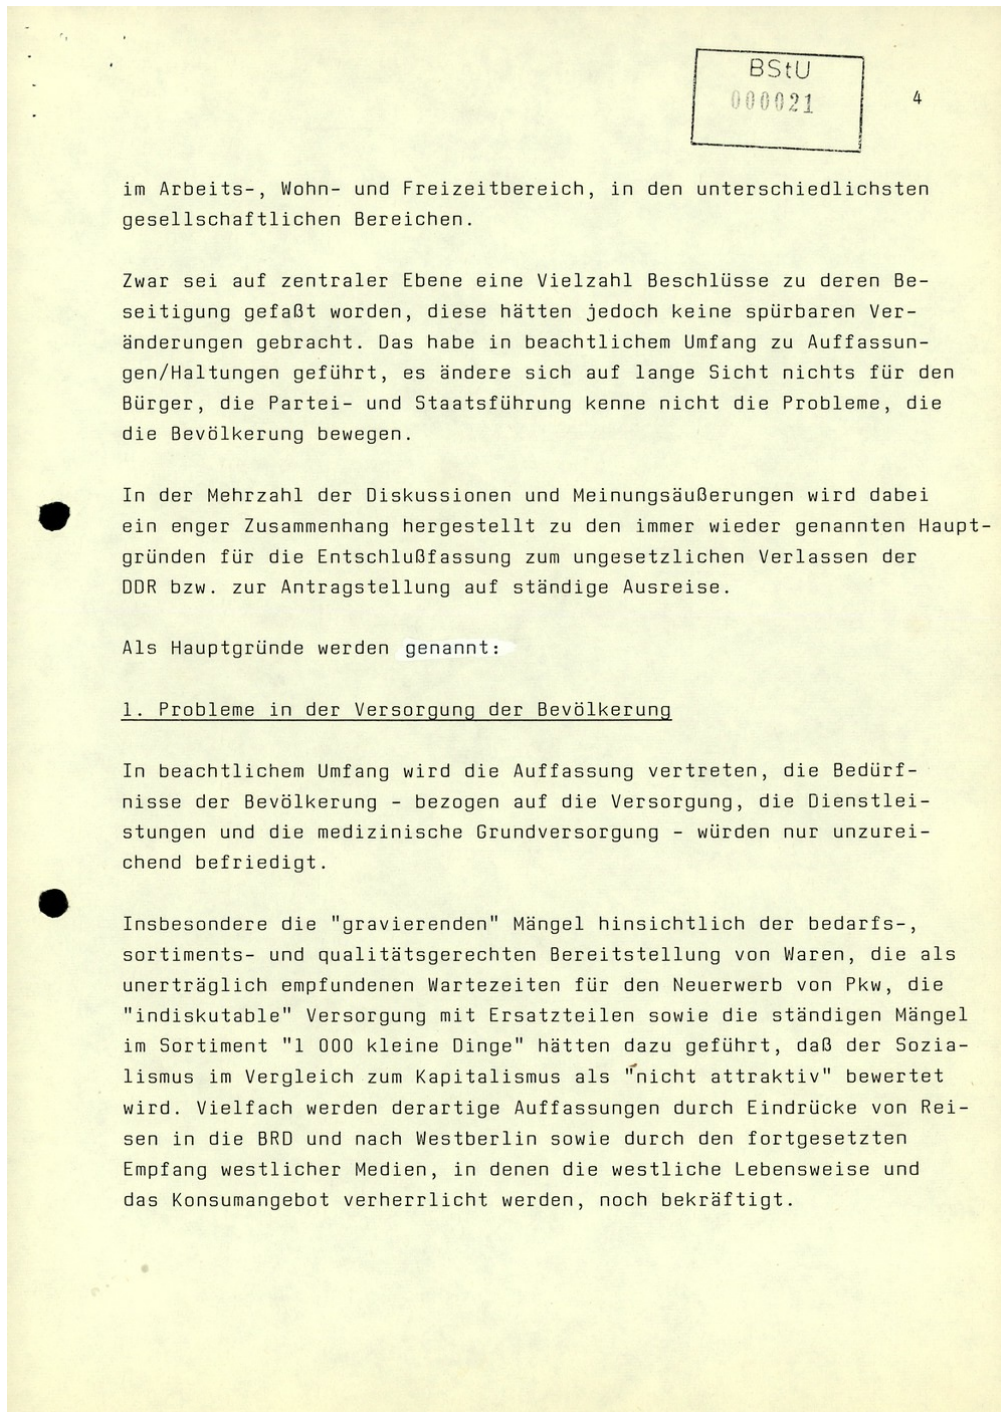 BStU
000021
4
im Arbeits-, Wohn- und Freizeitbereich, in den unterschiedlichsten
gesellschaftlichen Bereichen.
Zwar sei auf zentraler Ebene eine Vielzahl Beschlüsse zu deren Be-
seitigung gefaßt worden, diese hätten jedoch keine spürbaren Ver-
änderungen gebracht. Das habe in beachtlichem Umfang zu Auffassun-
gen/Haltungen geführt, es ändere sich auf lange Sicht nichts für den
Bürger, die Partei- und Staatsführung kenne nicht die Probleme, die
die Bevölkerung bewegen.
In der Mehrzahl der Diskussionen und Meinungsäußerungen wird dabei
ein enger Zusammenhang hergestellt zu den immer wieder genannten Haupt-
gründen für die Entschlußfassung zum ungesetzlichen Verlassen der
DDR bzw. zur Antragstellung auf ständige Ausreise.
Als Hauptgründe werden genannt:
1. Probleme in der Versorgung der Bevölkerung
In beachtlichem Umfang wird die Auffassung vertreten, die Bedürf-
nisse der Bevölkerung - bezogen auf die Versorgung, die Dienstlei-
stungen und die medizinische Grundversorgung - würden nur unzurei-
chend befriedigt.
Insbesondere die "gravierenden" Mängel hinsichtlich der bedarfs-,
sortiments- und qualitätsgerechten Bereitstellung von Waren, die als
unerträglich empfundenen Wartezeiten für den Neuerwerb von Pkw, die
"indiskutable" Versorgung mit Ersatzteilen sowie die ständigen Mängel
im Sortiment "1 000 kleine Dinge" hätten dazu geführt, daß der Sozia-
lismus im Vergleich zum Kapitalismus als "nicht attraktiv" bewertet
wird. Vielfach werden derartige Auffassungen durch Eindrücke von Rei-
sen in die BRD und nach Westberlin sowie durch den fortgesetzten
Empfang westlicher Medien, in denen die westliche Lebensweise und
das Konsumangebot verherrlicht werden, noch bekräftigt.